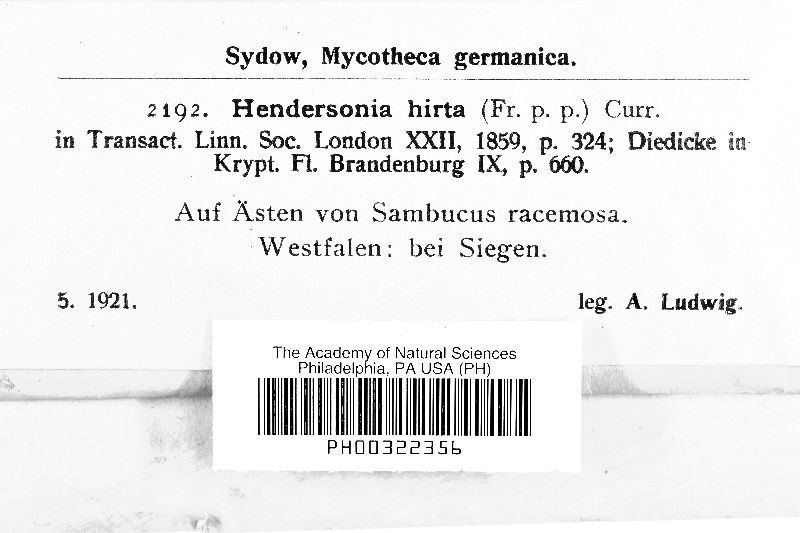 Sydow, Mycotheca germanica.
2192. Hendersonia hirta (Fr. p. p.) Curr.
in Transact. Linn. Soc. London XXII, 1859, p. 324; Diedicke in
Krypt. Fl. Brandenburg IX, p. 660.
Auf Ästen von Sambucus racemosa.
Westfalen: bei Siegen.
5. 1921. leg. A. Ludwig.
The Academy of Natural Sciences
Philadelphia, PA USA (PH)
PH00322356